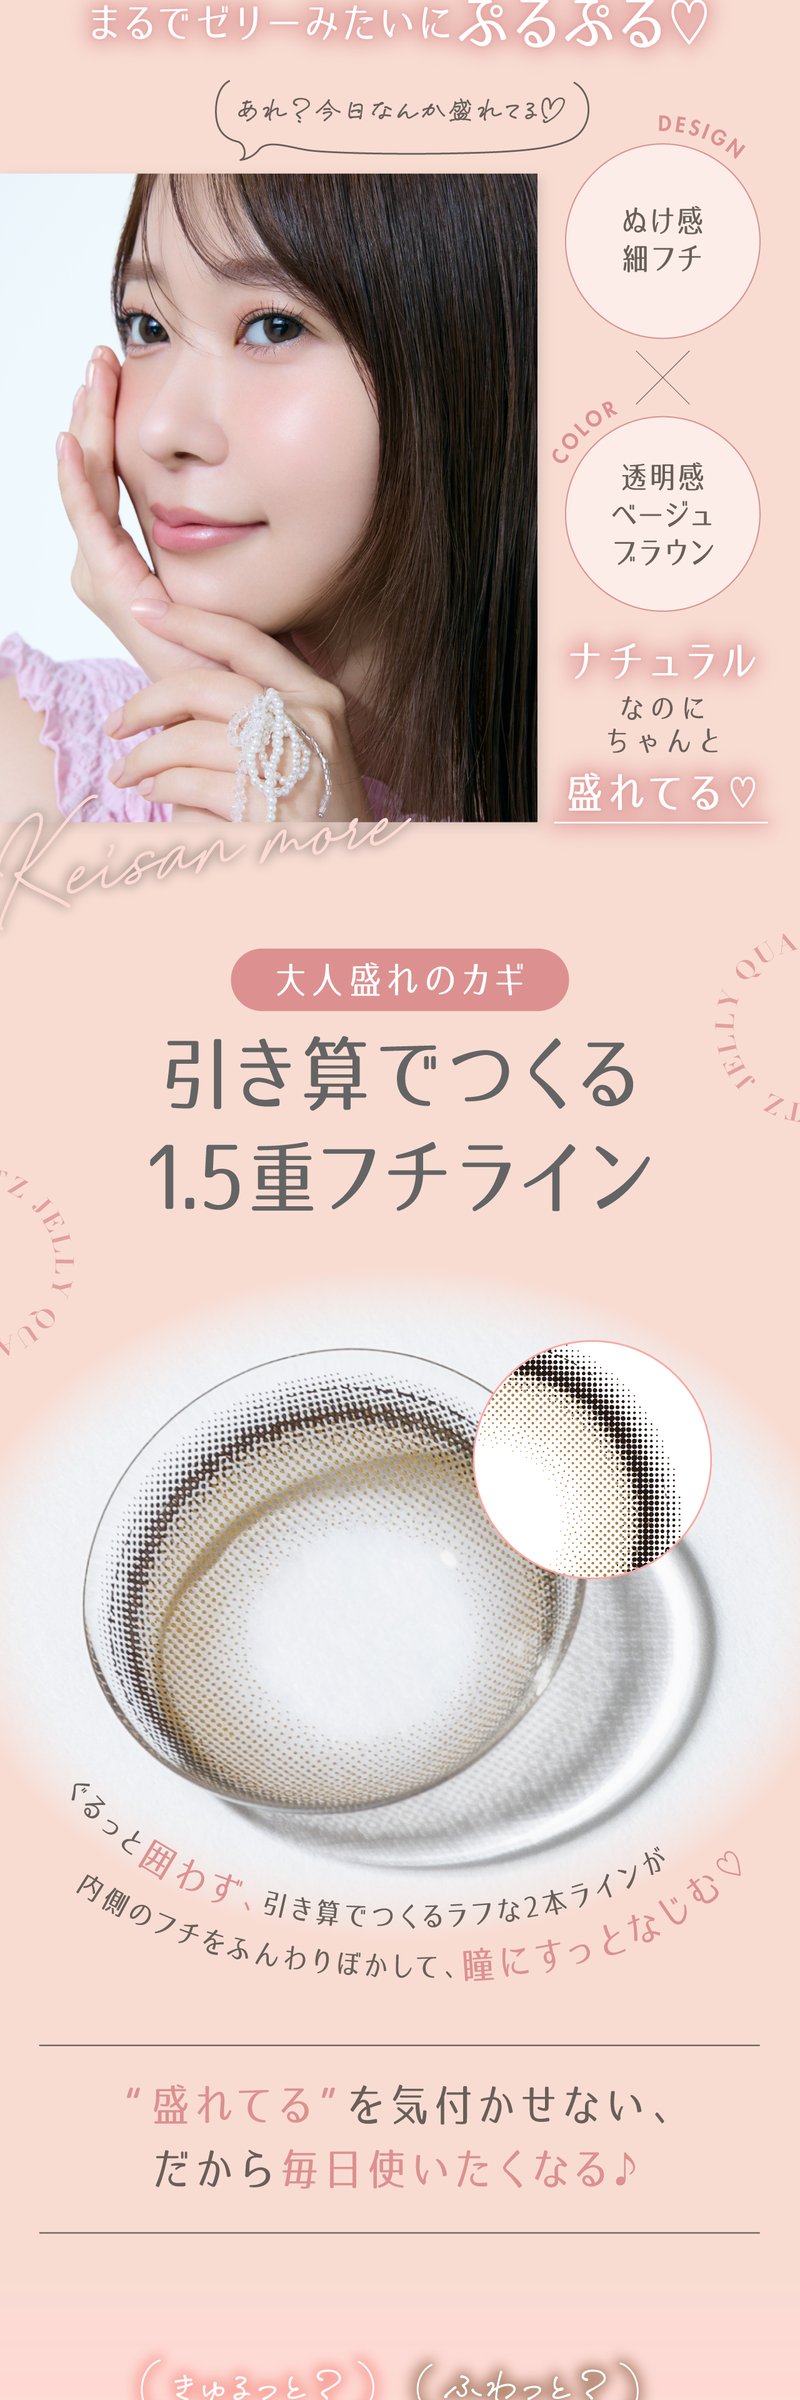 まるでゼリーみたいにぷるぷる♡
あれ?今日なんか盛れてる♡
DESIGN
ぬけ感
細フチ
COLOR
透明感
ベージュ
ブラウン
ナチュラル
なのに
ちゃんと
盛れてる♡
Keisan more
大人盛れのカギ
引き算でつくる
1.5重フチライン
TZ JELLY QUA
TZ JELLY QUA
ぐるっと囲わず、引き算でつくるラフな2本ラインが
内側のフチをふんわりぼかして、瞳にすっとなじむ♡
“盛れてる”を気付かせない、
だから毎日使いたくなる♪
(きゅるっと?) (ふわっと?)